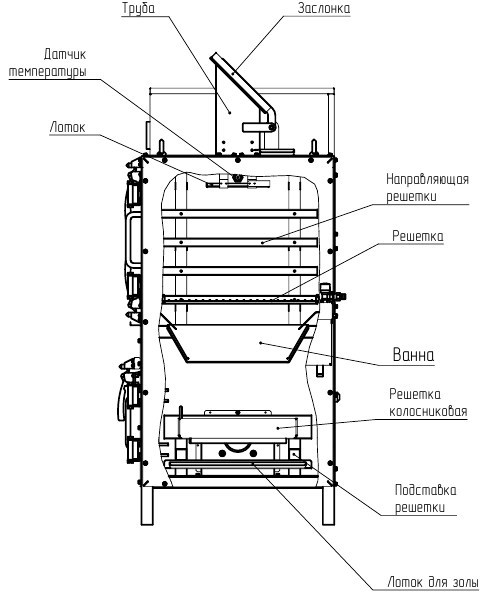 Труба
Заслонка
Датчик
температуры
Лоток
Направляющая
решетки
Решетка
Ванна
Решетка
колосниковая
Подставка
решетки
Лоток для золы